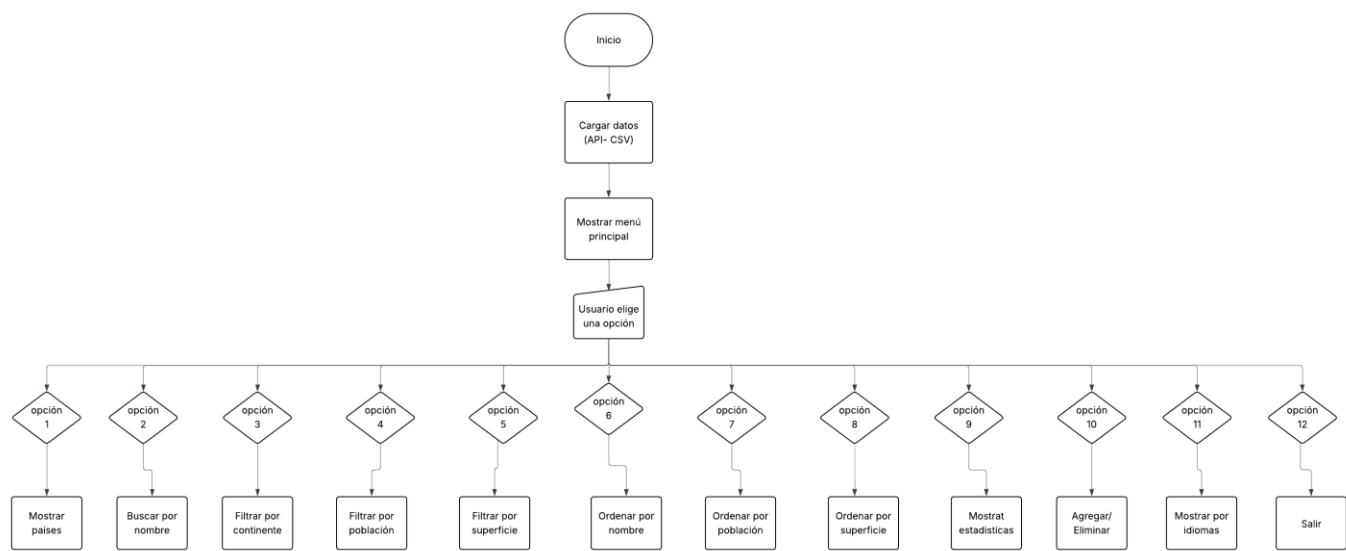 Inicio
Cargar datos
(API- CSV)
Mostrar menú
principal
Usuario elige
una opción
opción
1
opción
2
opción
3
opción
4
opción
5
opción
6
opción
7
opción
8
opción
9
opción
10
opción
11
opción
12
Mostrar
paises
Buscar por
nombre
Filtrar por
continente
Filtrar por
población
Filtrar por
superficie
Ordenar por
nombre
Ordenar por
población
Ordenar por
superficie
Mostrat
estadisticas
Agregar/
Eliminar
Mostrar por
idiomas
Salir